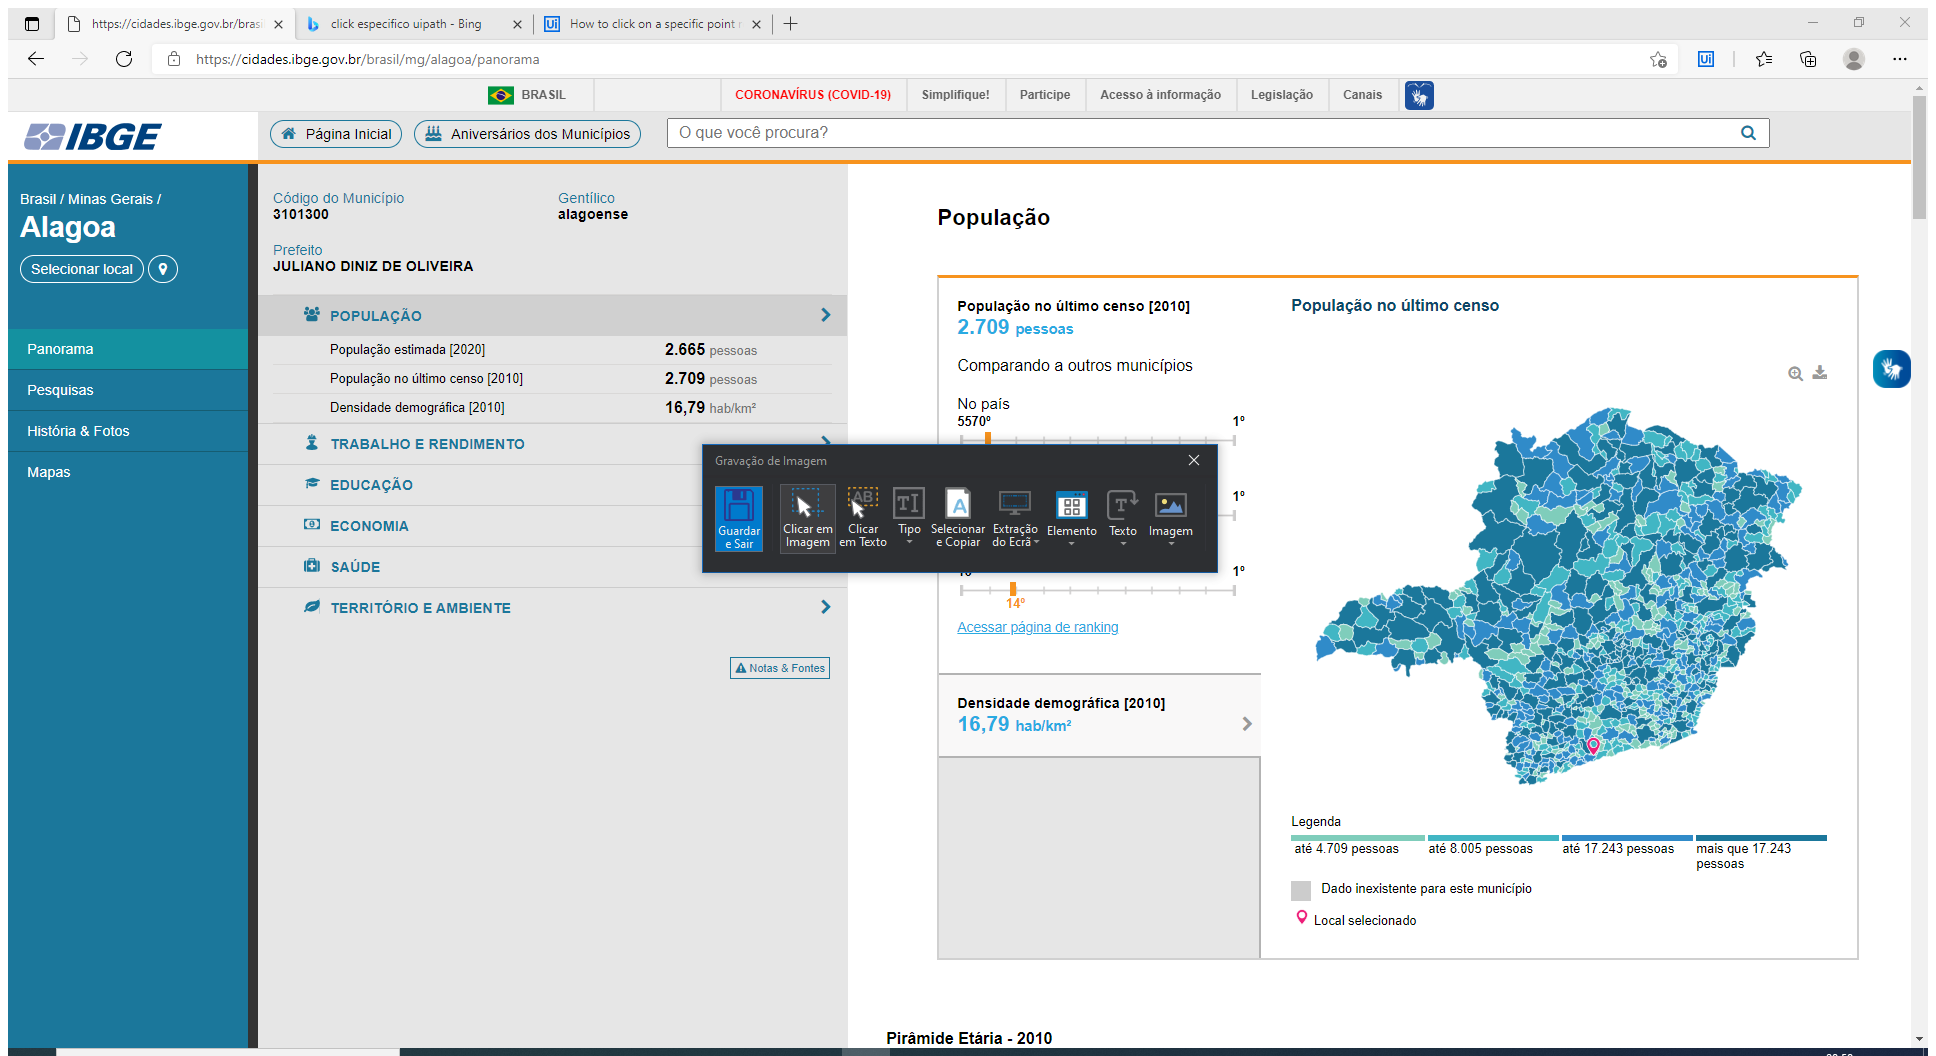 https://cidades.ibge.gov.br/bras
click especifico uipath - Bing
How to click on a specific point
https://cidades.ibge.gov.br/brasil/mg/alagoa/panorama
BRASIL
CORONAVÍRUS (COVID-19)
Simplifique!
Participe
Acesso à informação
Legislação
Canais
IBGE
Página Inicial
Aniversários dos Municípios
O que você procura?
Brasil / Minas Gerais /
Alagoa
Selecionar local
Panorama
Pesquisas
História & Fotos
Mapas
Código do Município
3101300
Gentílico
alagoense
Prefeito
JULIANO DINIZ DE OLIVEIRA
POPULAÇÃO
População estimada [2020] 2.665 pessoas
População no último censo [2010] 2.709 pessoas
Densidade demográfica [2010] 16,79 hab/km²
TRABALHO E RENDIMENTO
EDUCAÇÃO
ECONOMIA
SAÚDE
TERRITÓRIO E AMBIENTE
Notas & Fontes
Gravação de Imagem
Guardar e Sair
Clicar em Imagem
Clicar em Texto
Tipo
Selecionar e Copiar
Extração do Ecrã
Elemento
Texto
Imagem
População
População no último censo [2010]
2.709 pessoas
Comparando a outros municípios
No país
5570º 1º
1º
1º
14º
Acessar página de ranking
Densidade demográfica [2010]
16,79 hab/km²
População no último censo
Legenda
até 4.709 pessoas
até 8.005 pessoas
até 17.243 pessoas
mais que 17.243 pessoas
Dado inexistente para este município
Local selecionado
Pirâmide Etária - 2010